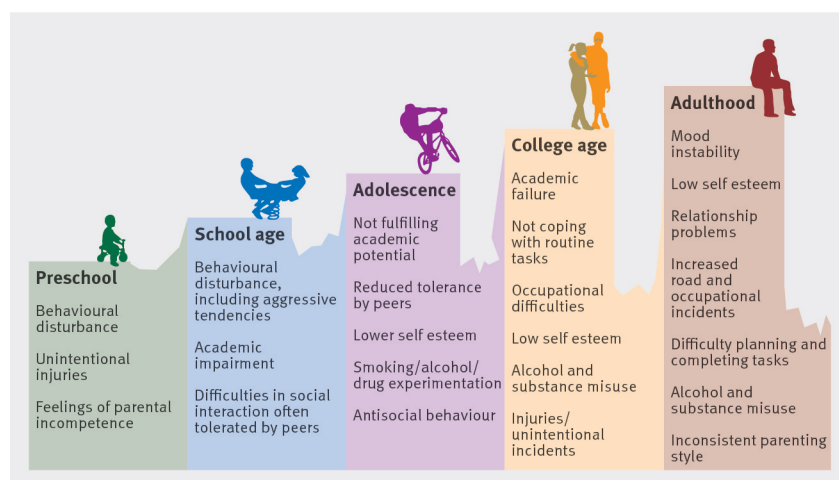 Preschool
Behavioural
disturbance
Unintentional
injuries
Feelings of parental
incompetence
School age
Behavioural
disturbance,
including aggressive
tendencies
Academic
impairment
Difficulties in social
interaction often
tolerated by peers
Adolescence
Not fulfilling
academic
potential
Reduced tolerance
by peers
Lower self esteem
Smoking/alcohol/
drug experimentation
Antisocial behaviour
College age
Academic
failure
Not coping
with routine
tasks
Occupational
difficulties
Low self esteem
Alcohol and
substance misuse
Injuries/
unintentional
incidents
Adulthood
Mood
instability
Low self esteem
Relationship
problems
Increased
road and
occupational
incidents
Difficulty planning and
completing tasks
Alcohol and
substance misuse
Inconsistent parenting
style